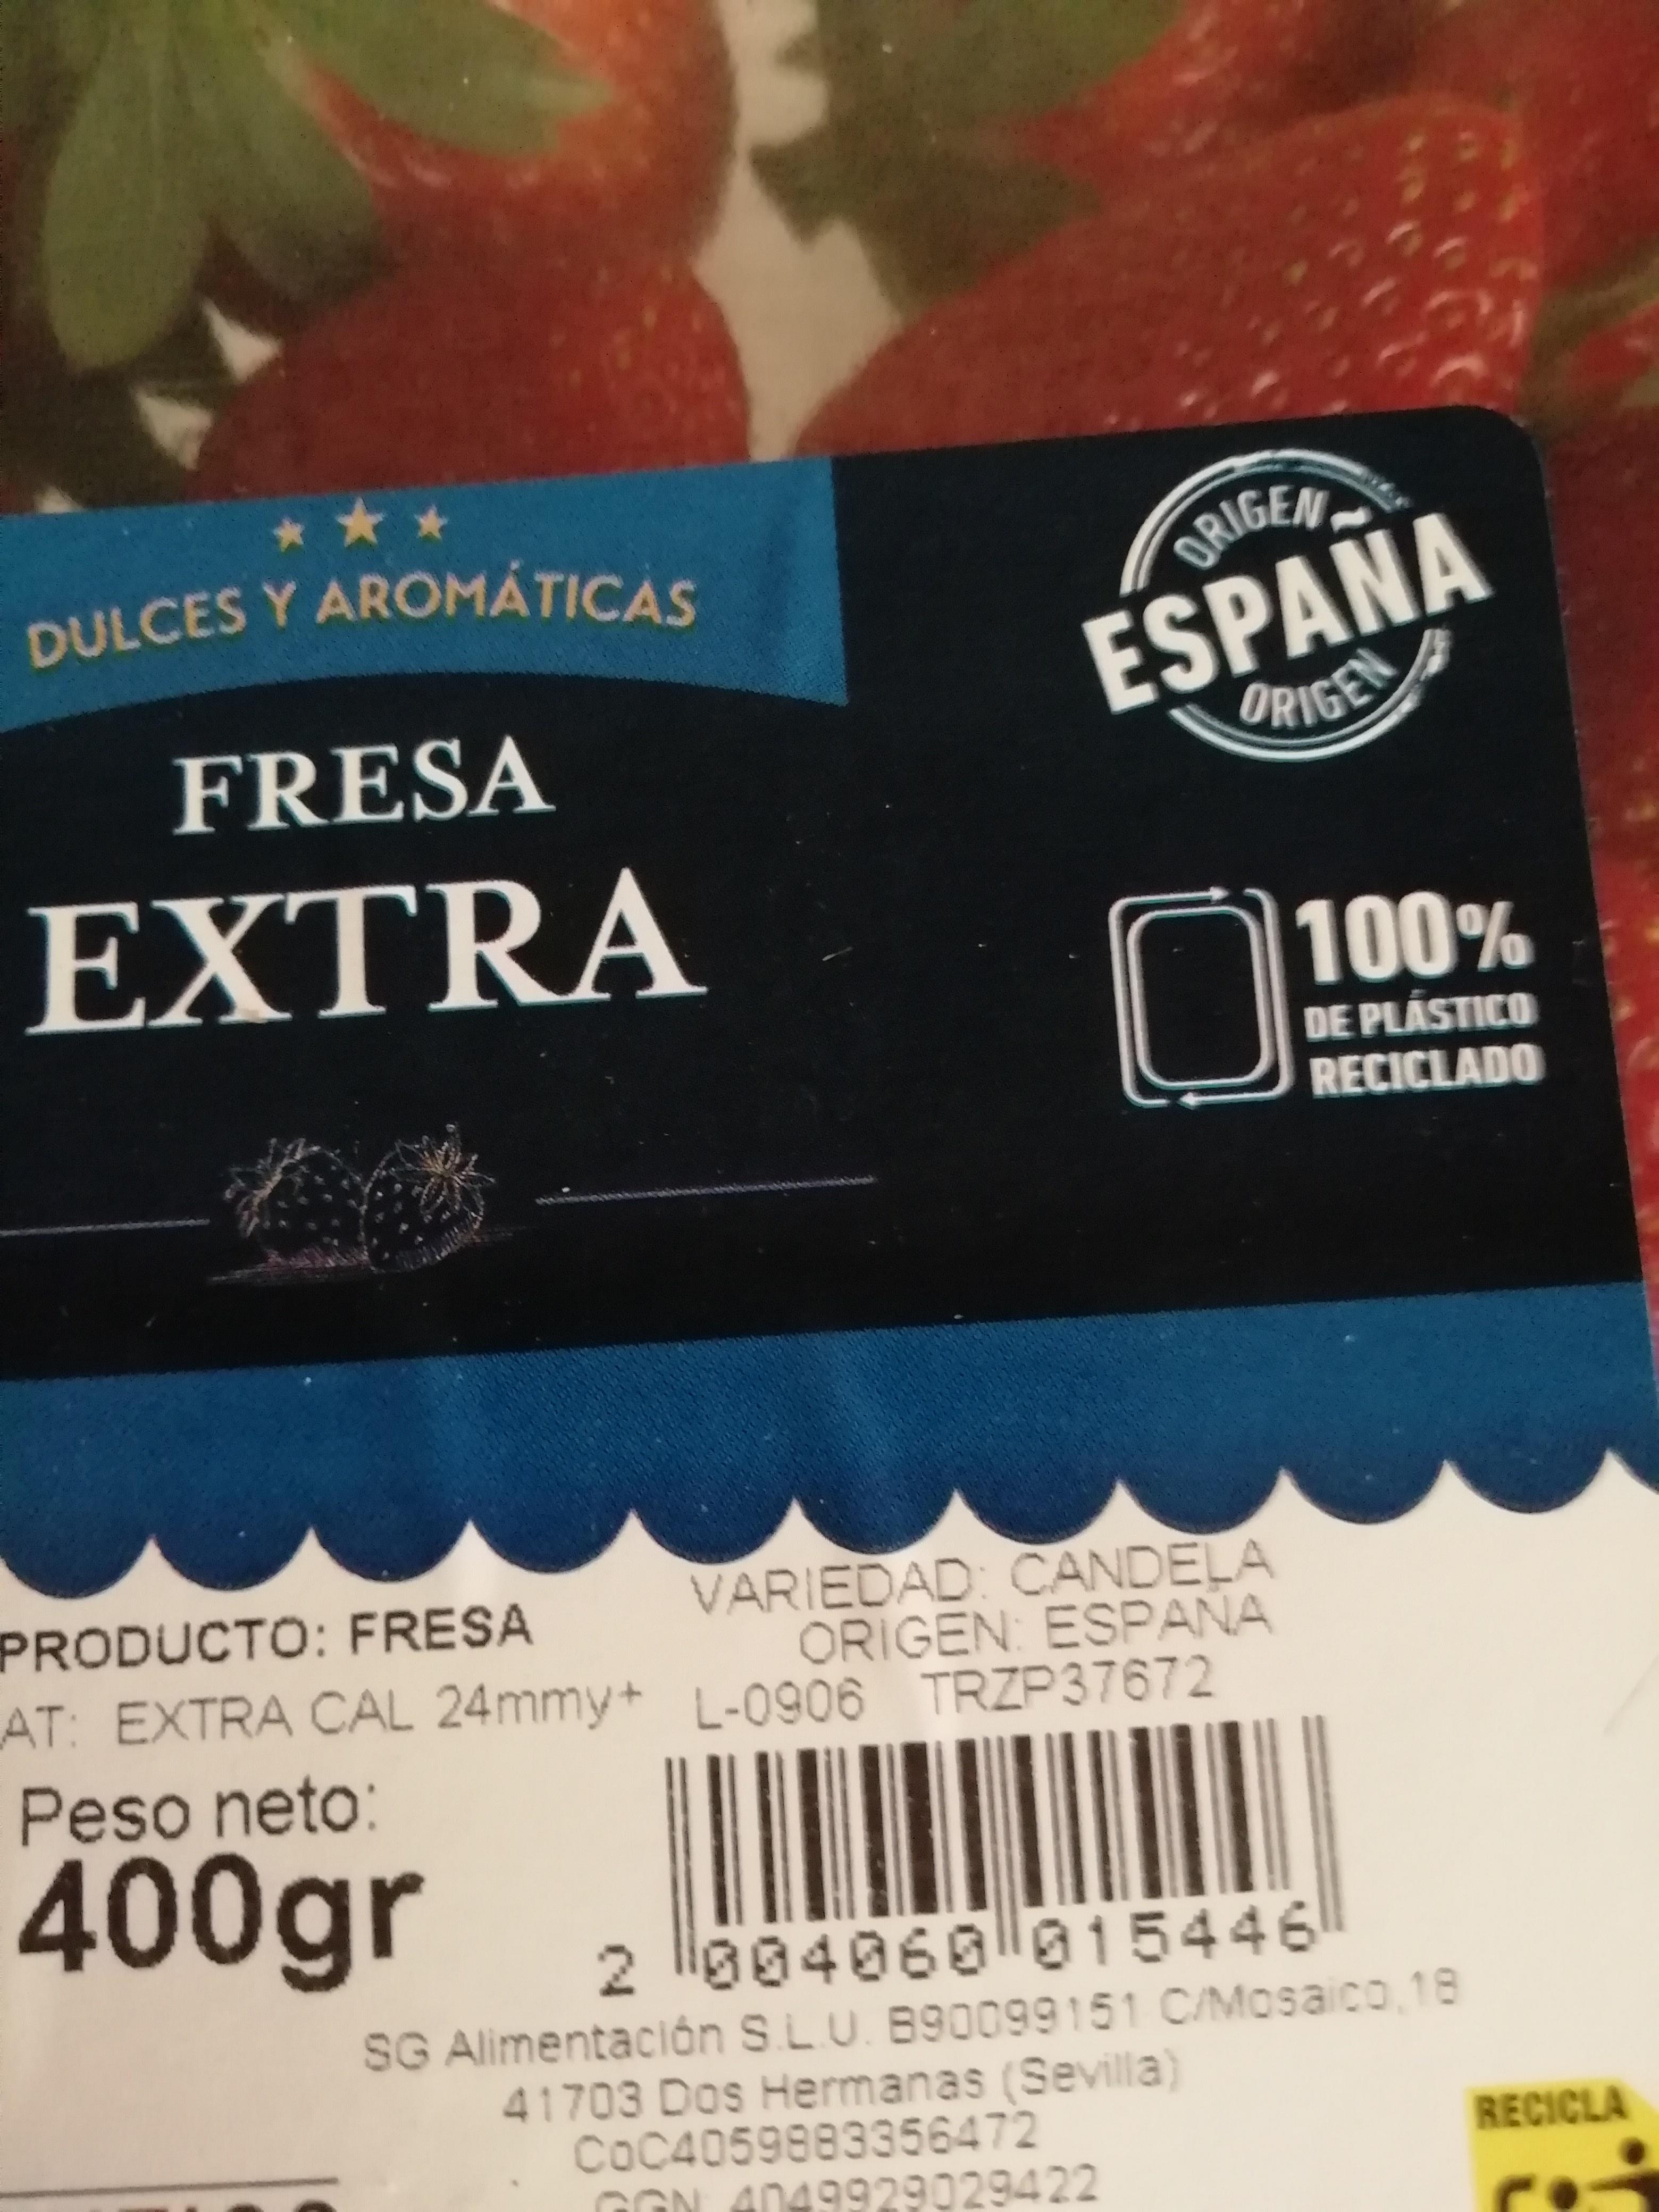 DULCES Y AROMÁTICAS
FRESA
EXTRA
ORIGEN
ESPAÑA
ORIGEN
100%
DE PLÁSTICO
RECICLADO
VARIEDAD: CANDELA
PRODUCTO: FRESA
ORIGEN: ESPAÑA
AT: EXTRA CAL 24mmy+ L-0906 TRZP37672
Peso neto:
400gr
2 004060 015446
SG Alimentación S.L.U. B90099151 C/Mosaico,18
41703 Dos Hermanas (Sevilla)
CoC4059883356472
GGN: 4049929029422
RECICLA